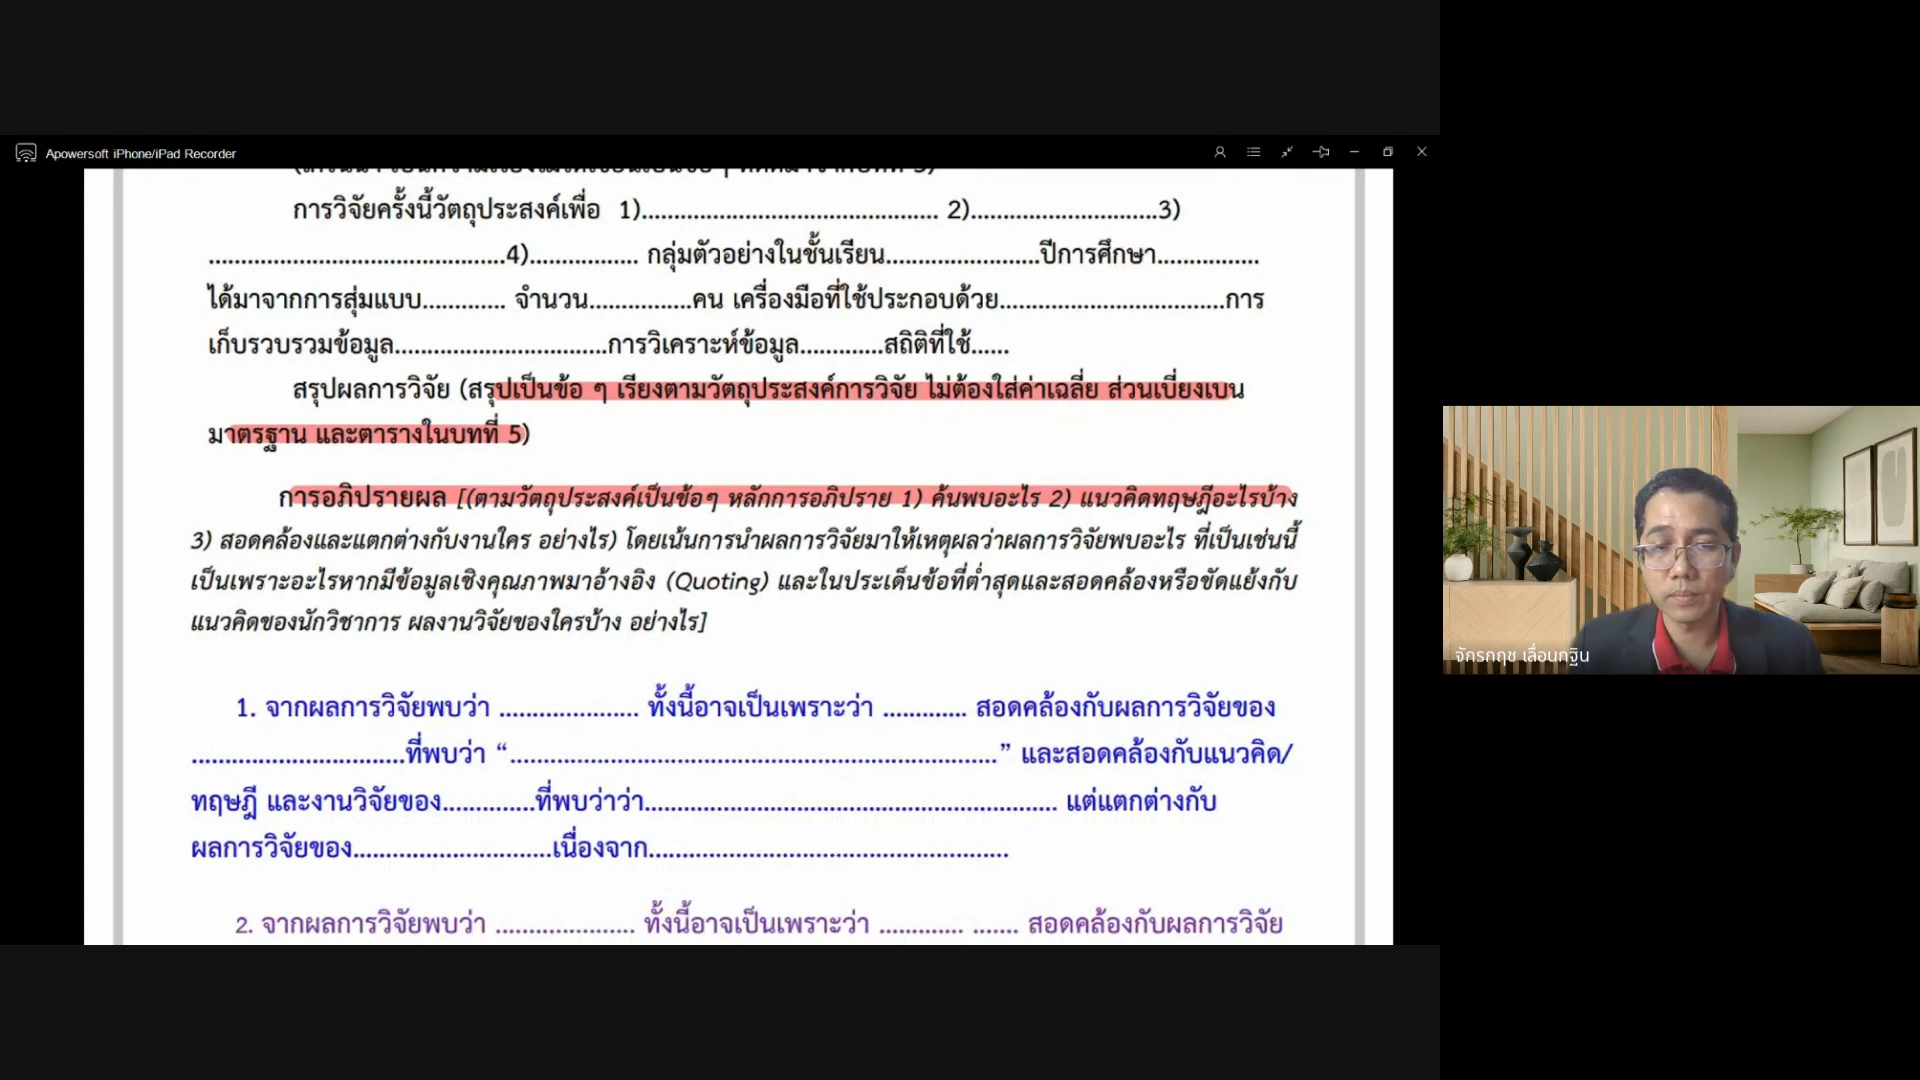 Apowersoft iPhone/iPad Recorder
การวิจัยครั้งนี้วัตถุประสงค์เพื่อ 1).............................................. 2).............................3)
..............................................4)................. กลุ่มตัวอย่างในชั้นเรียน........................ปีการศึกษา................
ได้มาจากการสุ่มแบบ............. จำนวน................คน เครื่องมือที่ใช้ประกอบด้วย...................................การ
เก็บรวบรวมข้อมูล.................................การวิเคราะห์ข้อมูล.............สถิติที่ใช้......
สรุปผลการวิจัย (สรุปเป็นข้อ ๆ เรียงตามวัตถุประสงค์การวิจัย ไม่ต้องใส่ค่าเฉลี่ย ส่วนเบี่ยงเบน
มาตรฐาน และตารางในบทที่ 5)
การอภิปรายผล [(ตามวัตถุประสงค์เป็นข้อๆ หลักการอภิปราย 1) ค้นพบอะไร 2) แนวคิดทฤษฎีอะไรบ้าง
3) สอดคล้องและแตกต่างกับงานใคร อย่างไร) โดยเน้นการนำผลการวิจัยมาให้เหตุผลว่าผลการวิจัยพบอะไร ที่เป็นเช่นนี้
เป็นเพราะอะไรหากมีข้อมูลเชิงคุณภาพมาอ้างอิง (Quoting) และในประเด็นข้อที่ต่ำสุดและสอดคล้องหรือขัดแย้งกับ
แนวคิดของนักวิชาการ ผลงานวิจัยของใครบ้าง อย่างไร]
1. จากผลการวิจัยพบว่า ..................... ทั้งนี้อาจเป็นเพราะว่า ............. สอดคล้องกับผลการวิจัยของ
................................ที่พบว่า “.........................................................................” และสอดคล้องกับแนวคิด/
ทฤษฎี และงานวิจัยของ..............ที่พบว่าว่า.............................................................. แต่แตกต่างกับ
ผลการวิจัยของ..............................เนื่องจาก......................................................
2. จากผลการวิจัยพบว่า ..................... ทั้งนี้อาจเป็นเพราะว่า ............. ....... สอดคล้องกับผลการวิจัย
จักรกฤช เลื่อนกฐิน